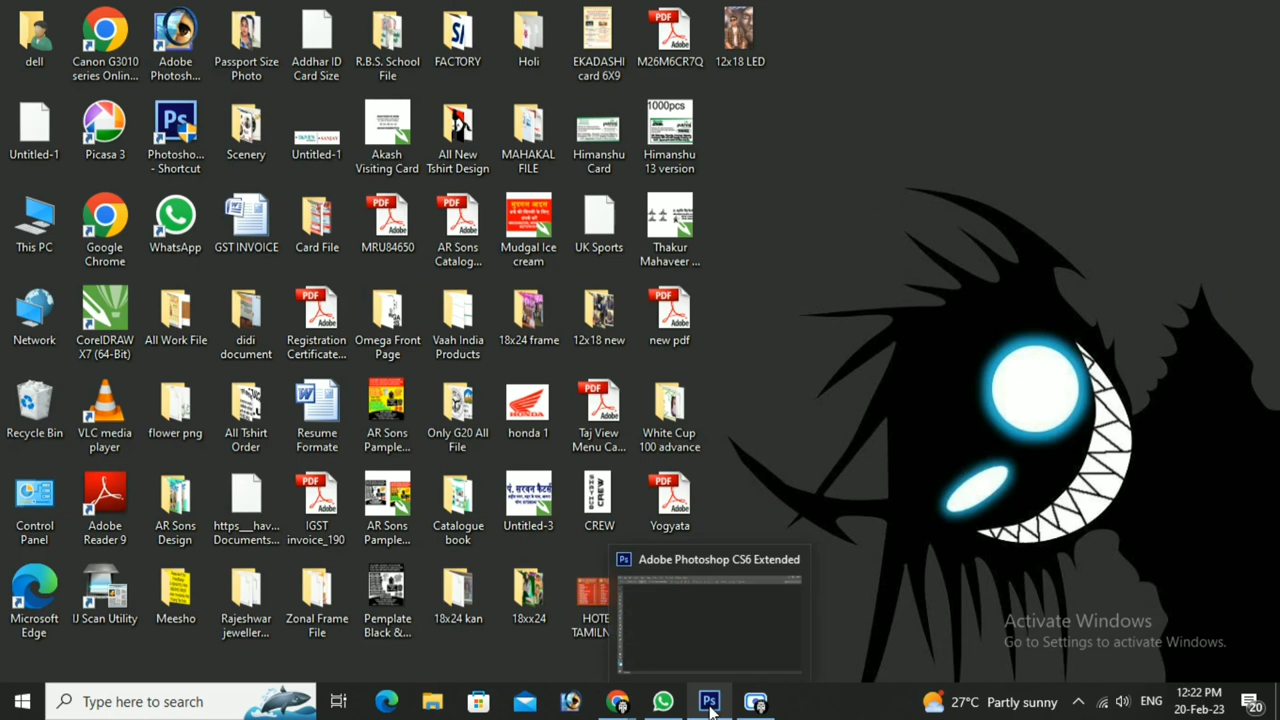 dell
Canon G3010
series Onlin...
Adobe
Photosh...
Passport Size
Photo
Addhar ID
Card Size
R.B.S. School
File
FACTORY
Holi
EKADASHI
card 6X9
M26M6CR7Q
12x18 LED
Untitled-1
Picasa 3
Photosho...
- Shortcut
Scenery
Untitled-1
Akash
Visiting Card
All New
Tshirt Design
MAHAKAL
FILE
Himanshu
Card
1000pcs
Himanshu
13 version
This PC
Google
Chrome
WhatsApp
GST INVOICE
Card File
MRU84650
AR Sons
Catalog...
Mudgal Ice
cream
UK Sports
Thakur
Mahaveer ...
Network
CorelDRAW
X7 (64-Bit)
All Work File
didi
document
Registration
Certificate...
Omega Front
Page
Vaah India
Products
18x24 frame
12x18 new
new pdf
Recycle Bin
VLC media
player
flower png
All Tshirt
Order
Resume
Formate
AR Sons
Pample...
Only G20 All
File
honda 1
Taj View
Menu Ca...
White Cup
100 advance
Control
Panel
Adobe
Reader 9
AR Sons
Design
https__hav...
Documents...
IGST
invoice_190
AR Sons
Pample...
Catalogue
book
Untitled-3
CREW
Yogyata
Adobe Photoshop CS6 Extended
Microsoft
Edge
IJ Scan Utility
Meesho
Rajeshwar
jeweller...
Zonal Frame
File
Pemplate
Black &...
18x24 kan
18xx24
HOTE
TAMILN
Activate Windows
Go to Settings to activate Windows.
Type here to search
27°C Partly sunny
ENG
12:22 PM
20-Feb-23
20